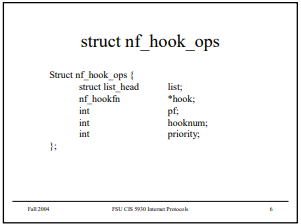 struct nf_hook_ops
Struct nf_hook_ops {
struct list_head list;
nf_hookfn *hook;
int pf;
int hooknum;
int priority;
};
Fall 2004 FSU CIS 5930 Internet Protocols 6